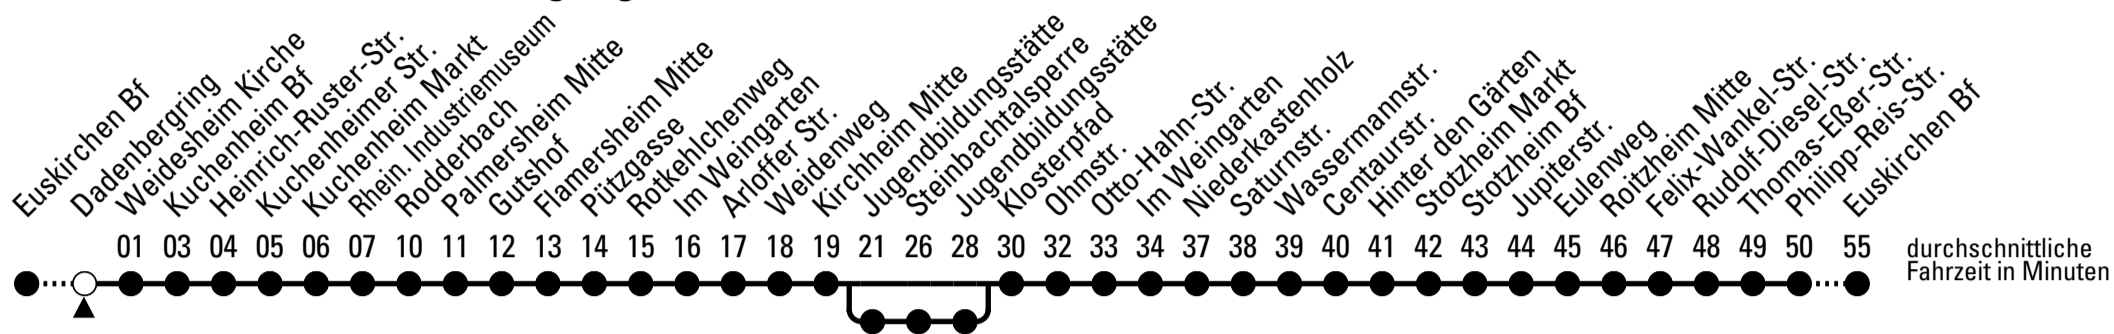 Euskirchen Bf
Dadenbergring
Weidesheim Kirche
Kuchenheim Bf
Heinrich-Ruster-Str.
Kuchenheimer Str.
Kuchenheim Markt
Rhein. Industriemuseum
Rodderbach
Palmersheim Mitte
Gutshof
Flamersheim Mitte
Pützgasse
Rotkehlchenweg
Im Weingarten
Arloffer Str.
Weidenweg
Kirchheim Mitte
Jugendbildungsstätte
Steinbachtalsperre
Jugendbildungsstätte
Klosterpfad
Ohmstr.
Otto-Hahn-Str.
Im Weingarten
Niederkastenholz
Saturnstr.
Wassermannstr.
Centaurstr.
Hinter den Gärten
Stotzheim Markt
Stotzheim Bf
Jupiterstr.
Eulenweg
Roitzheim Mitte
Felix-Wankel-Str.
Rudolf-Diesel-Str.
Thomas-Eßer-Str.
Philipp-Reis-Str.
Euskirchen Bf
01 03 04 05 06 07 10 11 12 13 14 15 16 17 18 19 21 26 28 30 32 33 34 37 38 39 40 41 42 43 44 45 46 47 48 49 50 55
durchschnittliche
Fahrzeit in Minuten